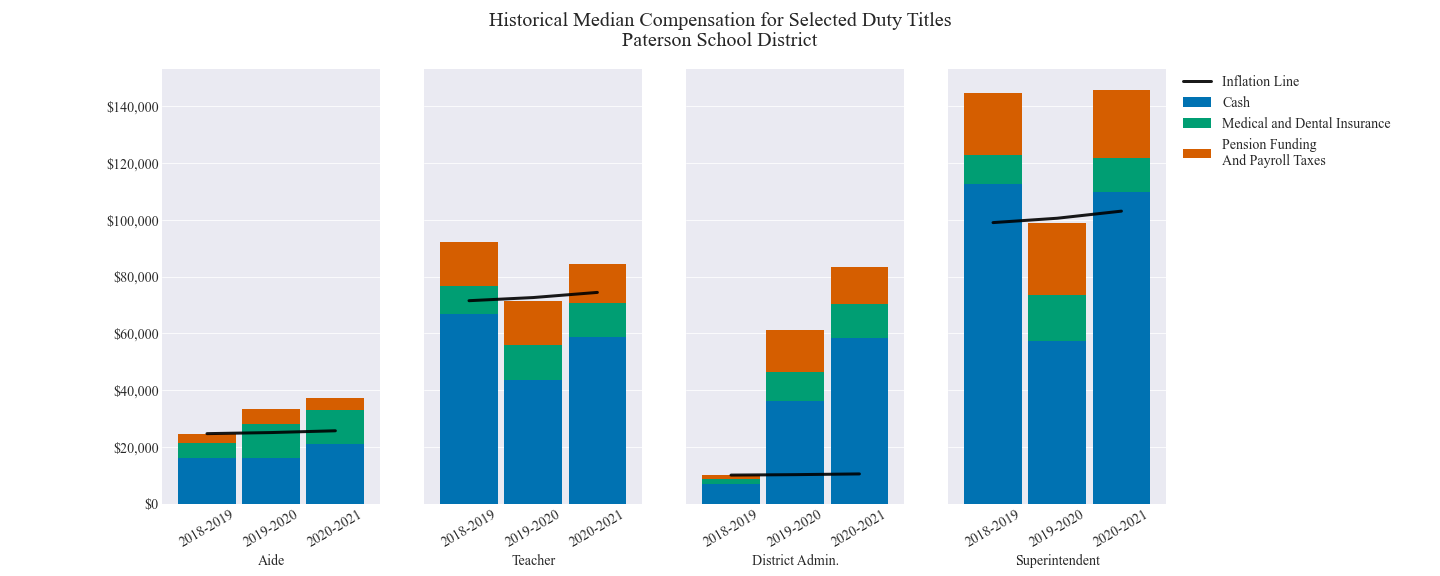 Historical Median Compensation for Selected Duty Titles
Paterson School District
$140,000
$120,000
$100,000
$80,000
$60,000
$40,000
$20,000
$0
2018-2019
2019-2020
2020-2021
Aide
2018-2019
2019-2020
2020-2021
Teacher
2018-2019
2019-2020
2020-2021
District Admin.
2018-2019
2019-2020
2020-2021
Superintendent
Inflation Line
Cash
Medical and Dental Insurance
Pension Funding
And Payroll Taxes